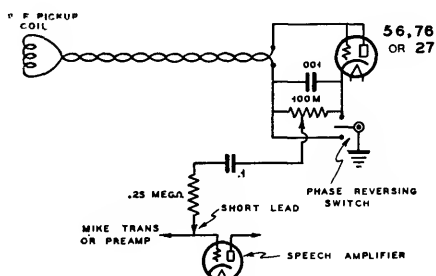 R F PICKUP
COIL
56,76
OR 27
.001
100M
.1
.25 MEGΩ
PHASE REVERSING
SWITCH
SHORT LEAD
MIKE TRANS
OR PREAMP
SPEECH AMPLIFIER